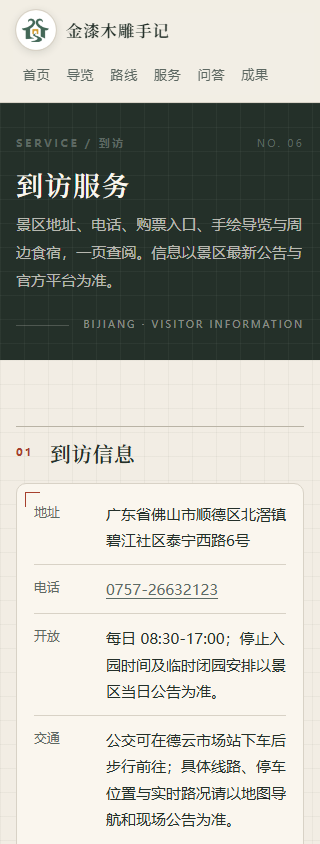 金漆木雕手记
首页 导览 路线 服务 问答 成果
SERVICE / 到访 NO. 06
到访服务
景区地址、电话、购票入口、手绘导览与周
边食宿，一页查阅。信息以景区最新公告与
官方平台为准。
BIJIANG · VISITOR INFORMATION
01 到访信息
地址 广东省佛山市顺德区北滘镇
碧江社区泰宁西路6号
电话 0757-26632123
开放 每日 08:30-17:00；停止入
园时间及临时闭园安排以景
区当日公告为准。
交通 公交可在德云市场站下车后
步行前往；具体线路、停车
位置与实时路况请以地图导
航和现场公告为准。